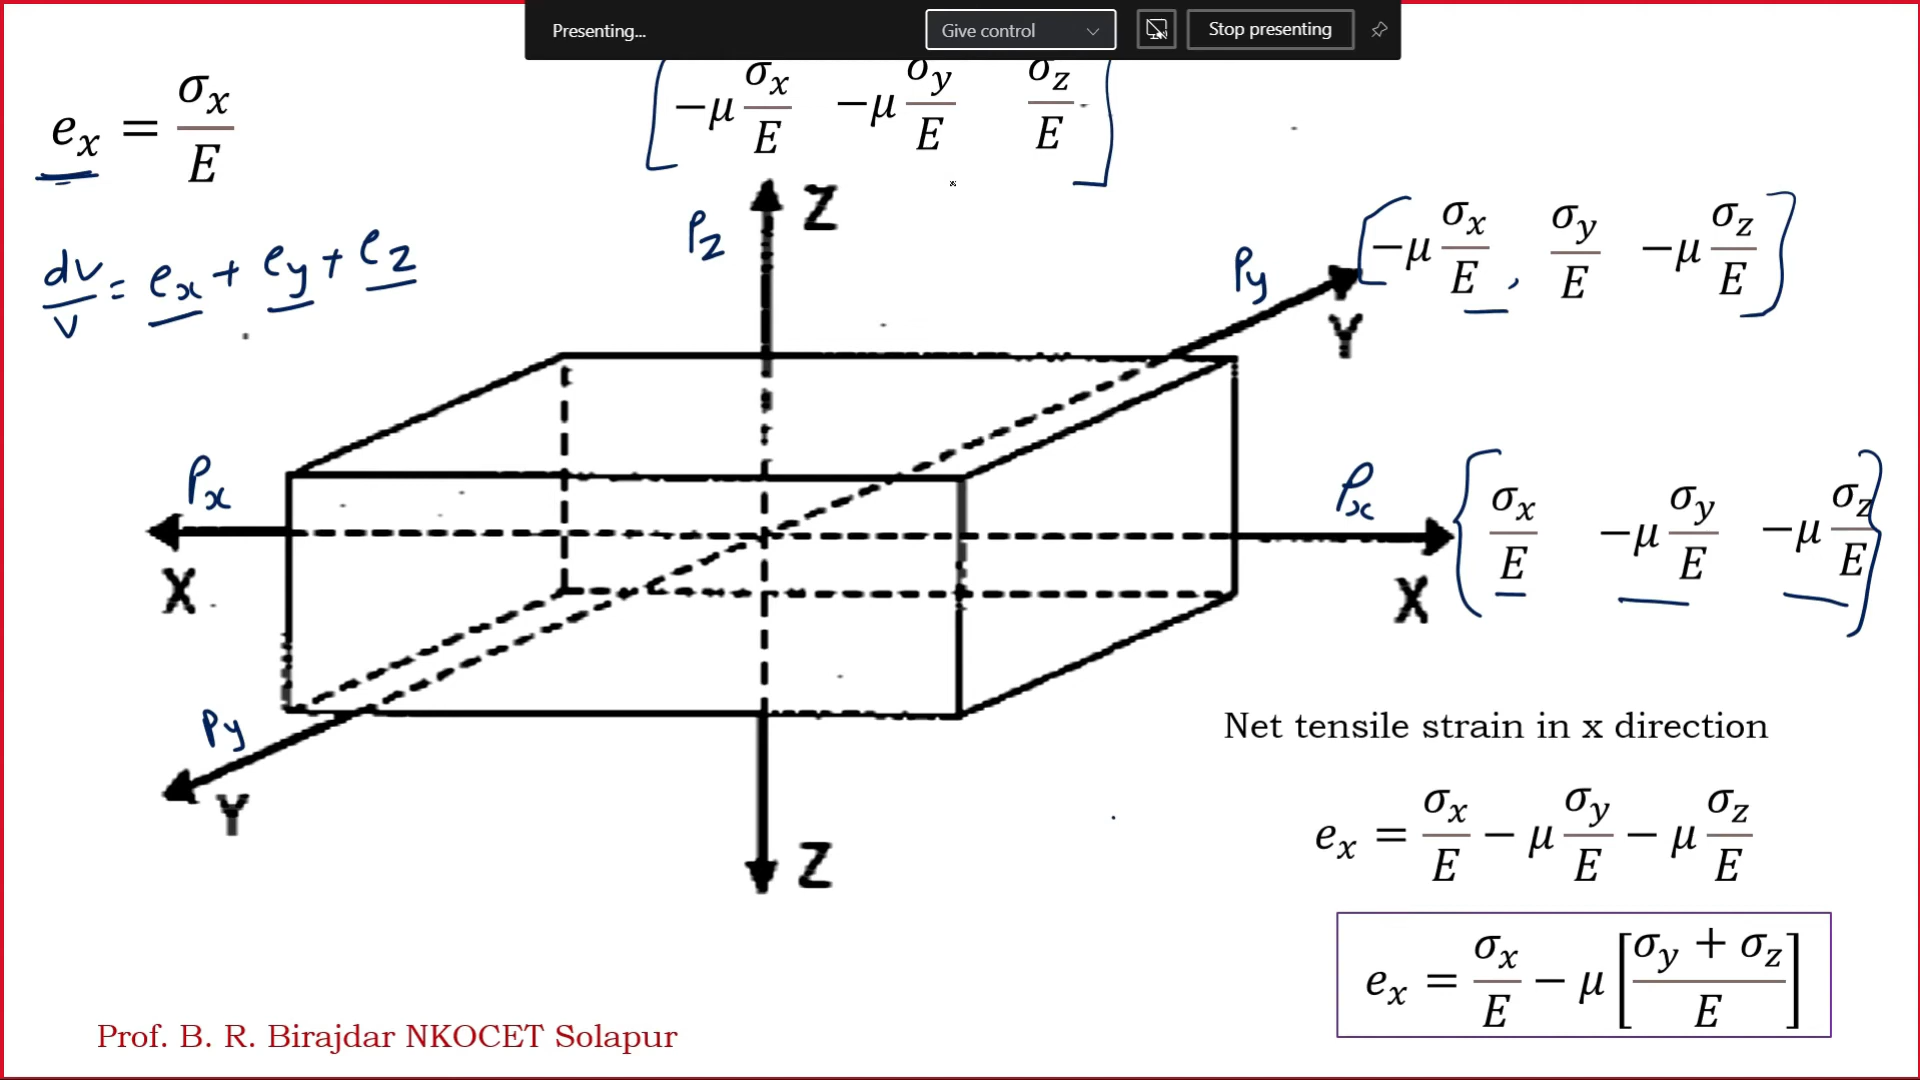 Presenting...
Give control
Stop presenting
e_x = σ_x/E
−μ σ_x/E −μ σ_y/E σ_z/E
dv/v = e_x + e_y + e_z
P_z
Z
P_y
Y
−μ σ_x/E , σ_y/E −μ σ_z/E
P_x
X
P_x
X
σ_x/E −μ σ_y/E −μ σ_z/E
P_y
Y
Z
Net tensile strain in x direction
e_x = σ_x/E − μ σ_y/E − μ σ_z/E
e_x = σ_x/E − μ [(σ_y + σ_z)/E]
Prof. B. R. Birajdar NKOCET Solapur